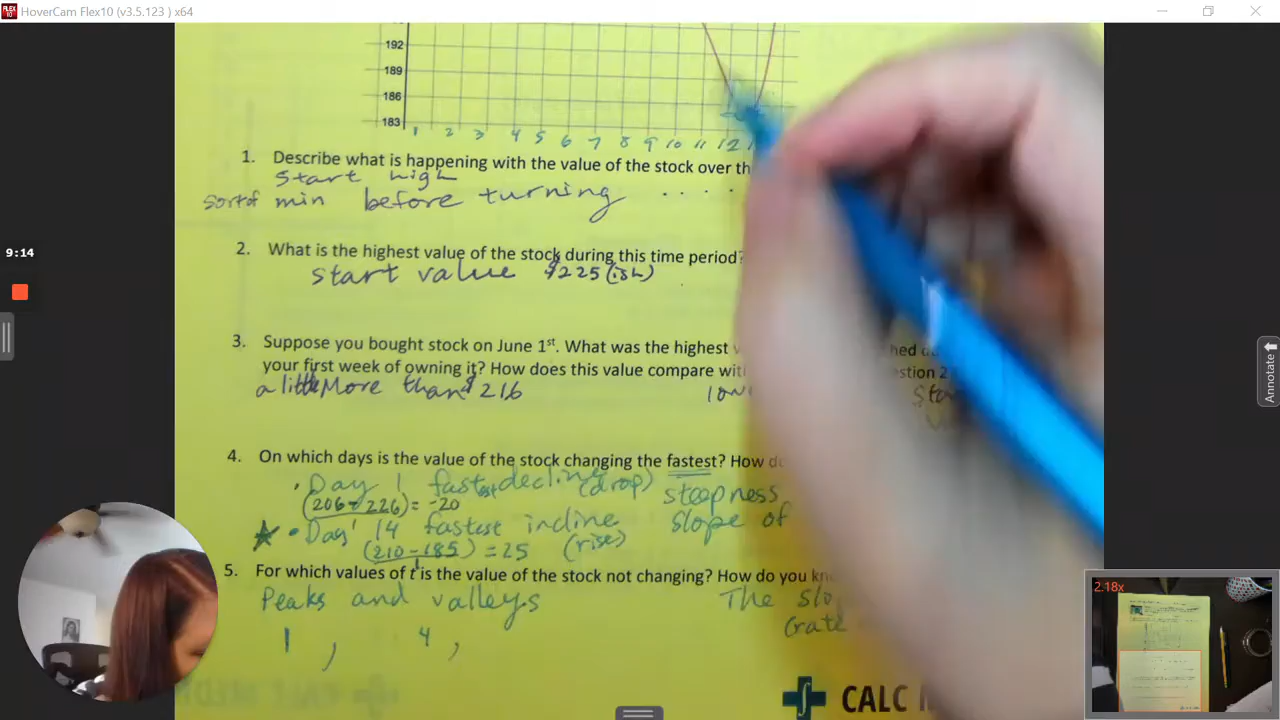 HoverCam Flex10 (v3.5.123 ) x64
192
189
186
183
1 2 3 4 5 6 7 8 9 10 11 12 1
1. Describe what is happening with the value of the stock over th
start high
sort of min before turning . . . .
2. What is the highest value of the stock during this time period?
start value $225 (ish)
3. Suppose you bought stock on June 1st. What was the highest
your first week of owning it? How does this value compare wit
a little More than $216
4. On which days is the value of the stock changing the fastest? How do
• Day 1 fastest decline (drop) steepness
(206 - 226) = -20
• Day 14 fastest incline slope of
(210 - 185) = 25 (rise)
5. For which values of t is the value of the stock not changing? How do you kn
Peaks and valleys The slo
(rate
1 , 4 ,
CALC
9:14
Annotate
2.18x